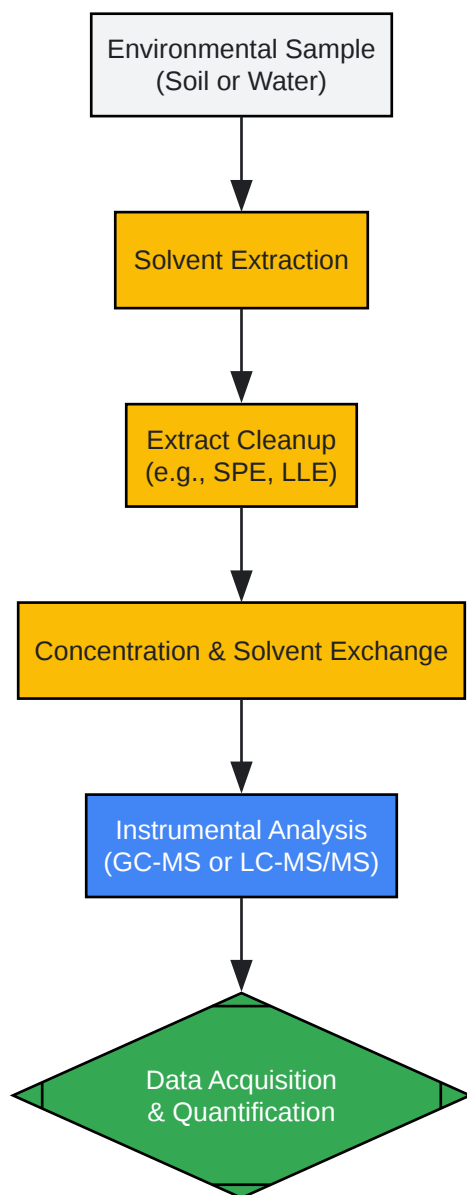 Environmental Sample
(Soil or Water)
Solvent Extraction
Extract Cleanup
(e.g., SPE, LLE)
Concentration & Solvent Exchange
Instrumental Analysis
(GC-MS or LC-MS/MS)
Data Acquisition
& Quantification